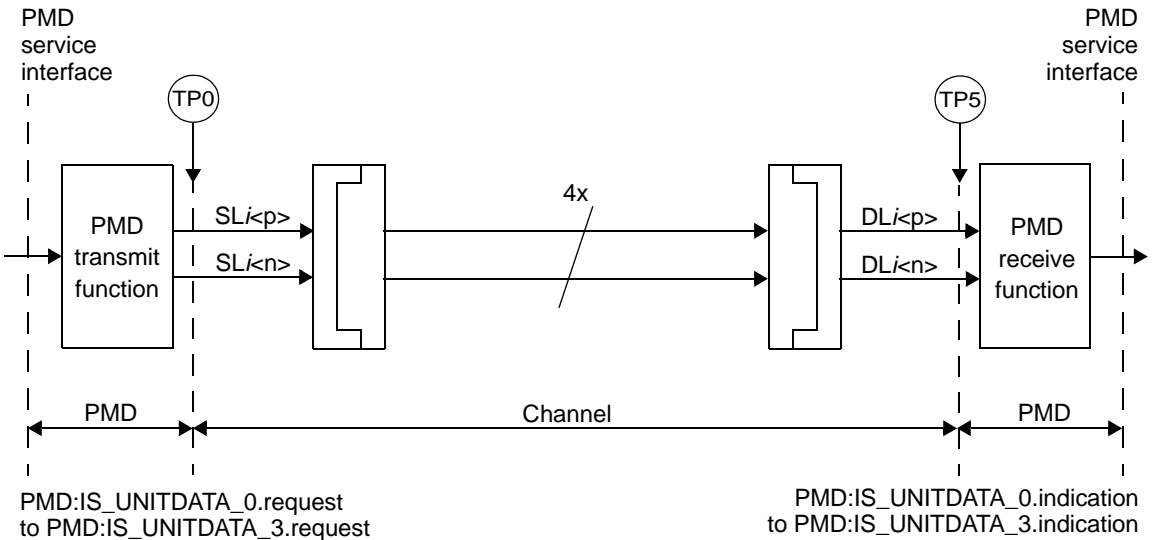 PMD
service
interface
PMD
service
interface
TP0
TP5
4x
SLi<p>
DLi<p>
PMD
transmit
function
PMD
receive
function
SLi<n>
DLi<n>
PMD
Channel
PMD
PMD:IS_UNITDATA_0.request
to PMD:IS_UNITDATA_3.request
PMD:IS_UNITDATA_0.indication
to PMD:IS_UNITDATA_3.indication